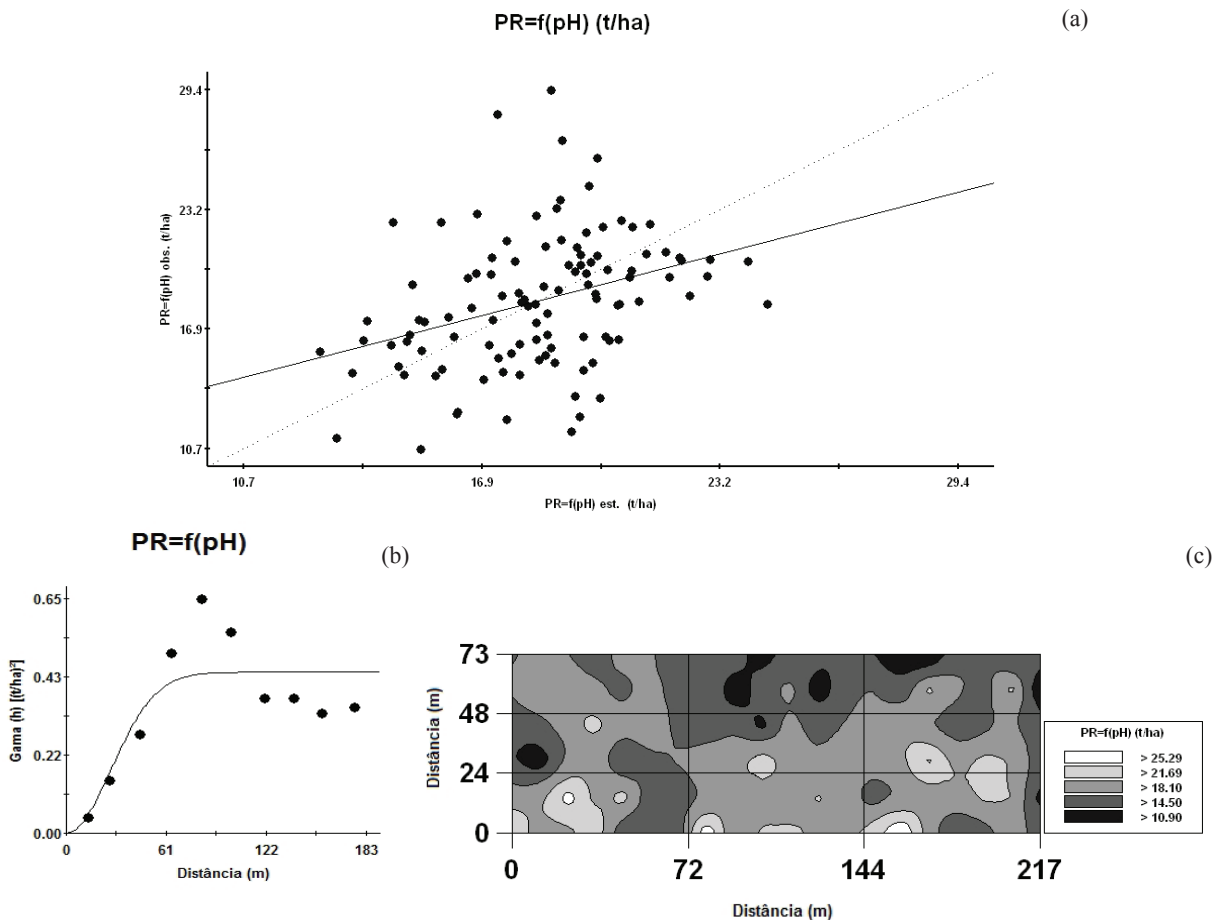 PR=f(pH) (t/ha)
(a)
PR=f(pH) obs. (t/ha)
29.4
23.2
16.9
10.7
10.7 16.9 23.2 29.4
PR=f(pH) est. (t/ha)
PR=f(pH)
(b)
Gama (h) [(t/ha)²]
0.65
0.43
0.22
0.00
0 61 122 183
Distância (m)
(c)
Distância (m)
73
48
24
0
0 72 144 217
Distância (m)
PR=f(pH) (t/ha)
> 25.29
> 21.69
> 18.10
> 14.50
> 10.90